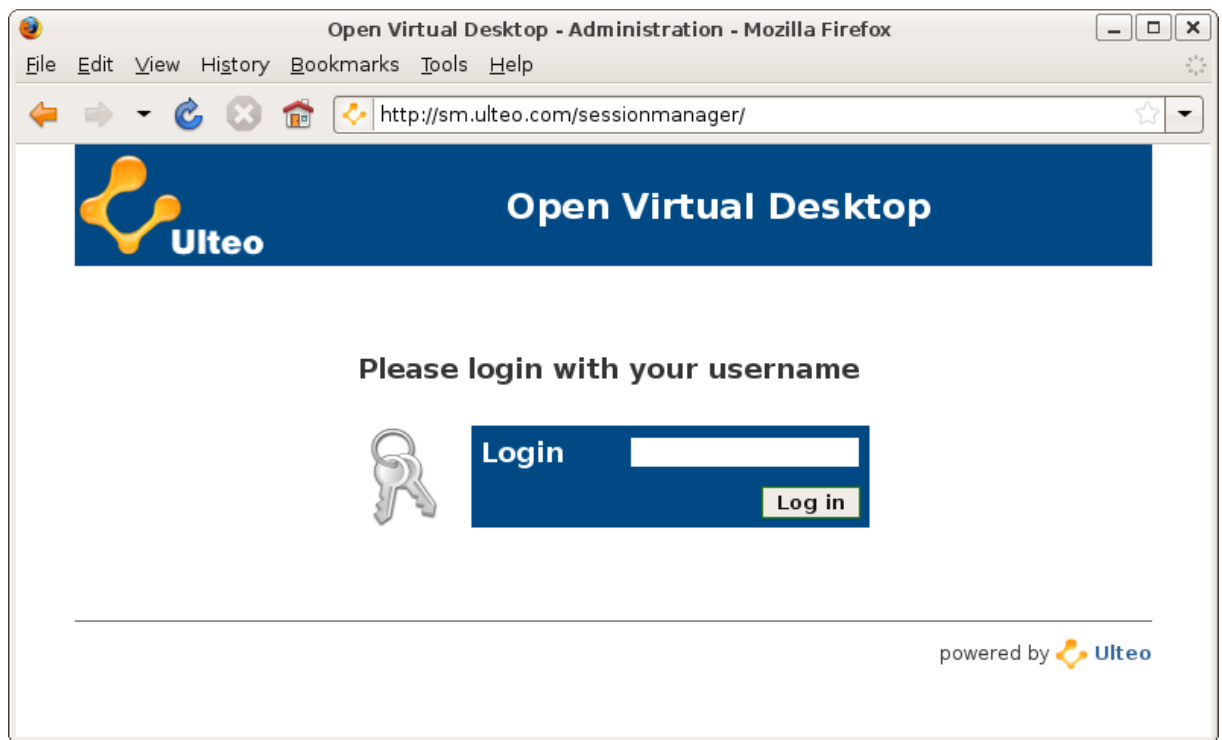 Open Virtual Desktop - Administration - Mozilla Firefox
File Edit View History Bookmarks Tools Help
http://sm.ulteo.com/sessionmanager/
Ulteo
Open Virtual Desktop
Please login with your username
Login
Log in
powered by Ulteo